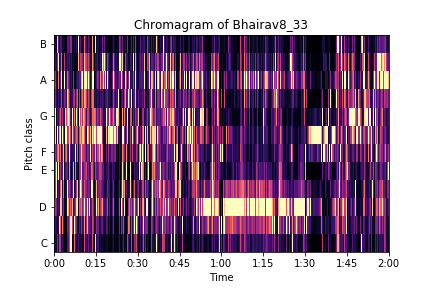 Chromagram of Bhairav8_33
B
A
G
F
E
D
C
Pitch class
0:00 0:15 0:30 0:45 1:00 1:15 1:30 1:45 2:00
Time